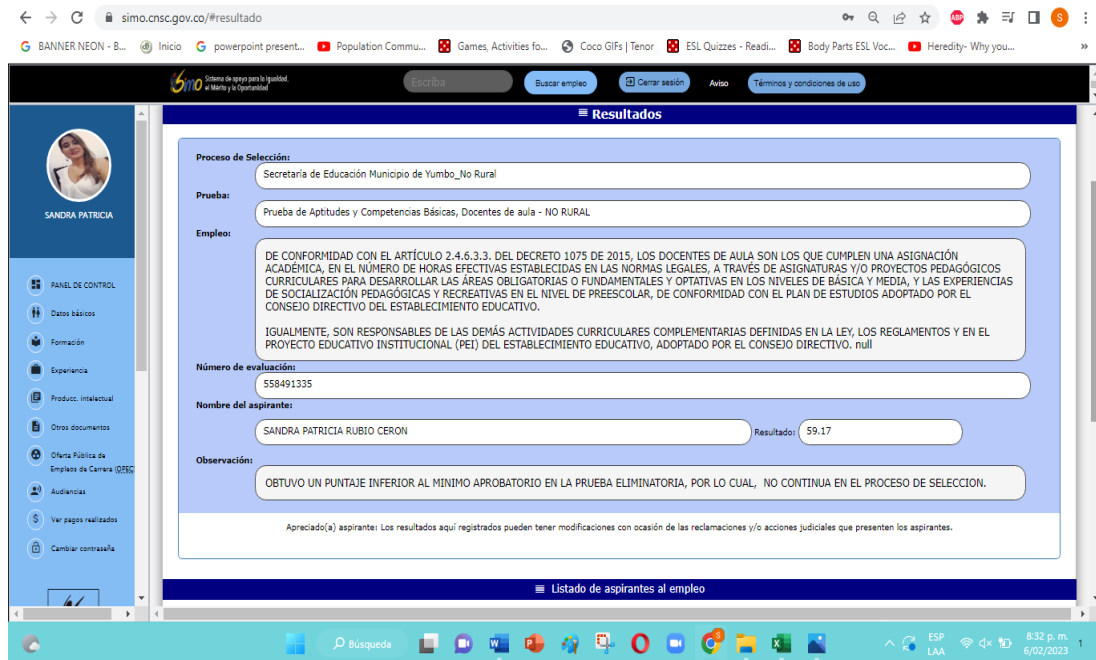 simo.cnsc.gov.co/#resultado
BANNER NEON - B... Inicio powerpoint present... Population Commu... Games, Activities fo... Coco GIFs | Tenor ESL Quizzes - Readi... Body Parts ESL Voc... Heredity- Why you... »
Simo Sistema de apoyo para la Igualdad, el Mérito y la Oportunidad
Escriba Buscar empleo Cerrar sesión Aviso Términos y condiciones de uso
SANDRA PATRICIA
PANEL DE CONTROL
Datos básicos
Formación
Experiencia
Producc. intelectual
Otros documentos
Oferta Pública de
Empleos de Carrera (OPEC)
Audiencias
Ver pagos realizados
Cambiar contraseña
Resultados
Proceso de Selección:
Secretaría de Educación Municipio de Yumbo_No Rural
Prueba:
Prueba de Aptitudes y Competencias Básicas, Docentes de aula - NO RURAL
Empleo:
DE CONFORMIDAD CON EL ARTÍCULO 2.4.6.3.3. DEL DECRETO 1075 DE 2015, LOS DOCENTES DE AULA SON LOS QUE CUMPLEN UNA ASIGNACIÓN
ACADÉMICA, EN EL NÚMERO DE HORAS EFECTIVAS ESTABLECIDAS EN LAS NORMAS LEGALES, A TRAVÉS DE ASIGNATURAS Y/O PROYECTOS PEDAGÓGICOS
CURRICULARES PARA DESARROLLAR LAS ÁREAS OBLIGATORIAS O FUNDAMENTALES Y OPTATIVAS EN LOS NIVELES DE BÁSICA Y MEDIA, Y LAS EXPERIENCIAS
DE SOCIALIZACIÓN PEDAGÓGICAS Y RECREATIVAS EN EL NIVEL DE PREESCOLAR, DE CONFORMIDAD CON EL PLAN DE ESTUDIOS ADOPTADO POR EL
CONSEJO DIRECTIVO DEL ESTABLECIMIENTO EDUCATIVO.
IGUALMENTE, SON RESPONSABLES DE LAS DEMÁS ACTIVIDADES CURRICULARES COMPLEMENTARIAS DEFINIDAS EN LA LEY, LOS REGLAMENTOS Y EN EL
PROYECTO EDUCATIVO INSTITUCIONAL (PEI) DEL ESTABLECIMIENTO EDUCATIVO, ADOPTADO POR EL CONSEJO DIRECTIVO. null
Número de evaluación:
558491335
Nombre del aspirante:
SANDRA PATRICIA RUBIO CERON Resultado: 59.17
Observación:
OBTUVO UN PUNTAJE INFERIOR AL MINIMO APROBATORIO EN LA PRUEBA ELIMINATORIA, POR LO CUAL, NO CONTINUA EN EL PROCESO DE SELECCION.
Apreciado(a) aspirante: Los resultados aquí registrados pueden tener modificaciones con ocasión de las reclamaciones y/o acciones judiciales que presenten los aspirantes.
Listado de aspirantes al empleo
Búsqueda
ESP
LAA
8:32 p. m.
6/02/2023
1